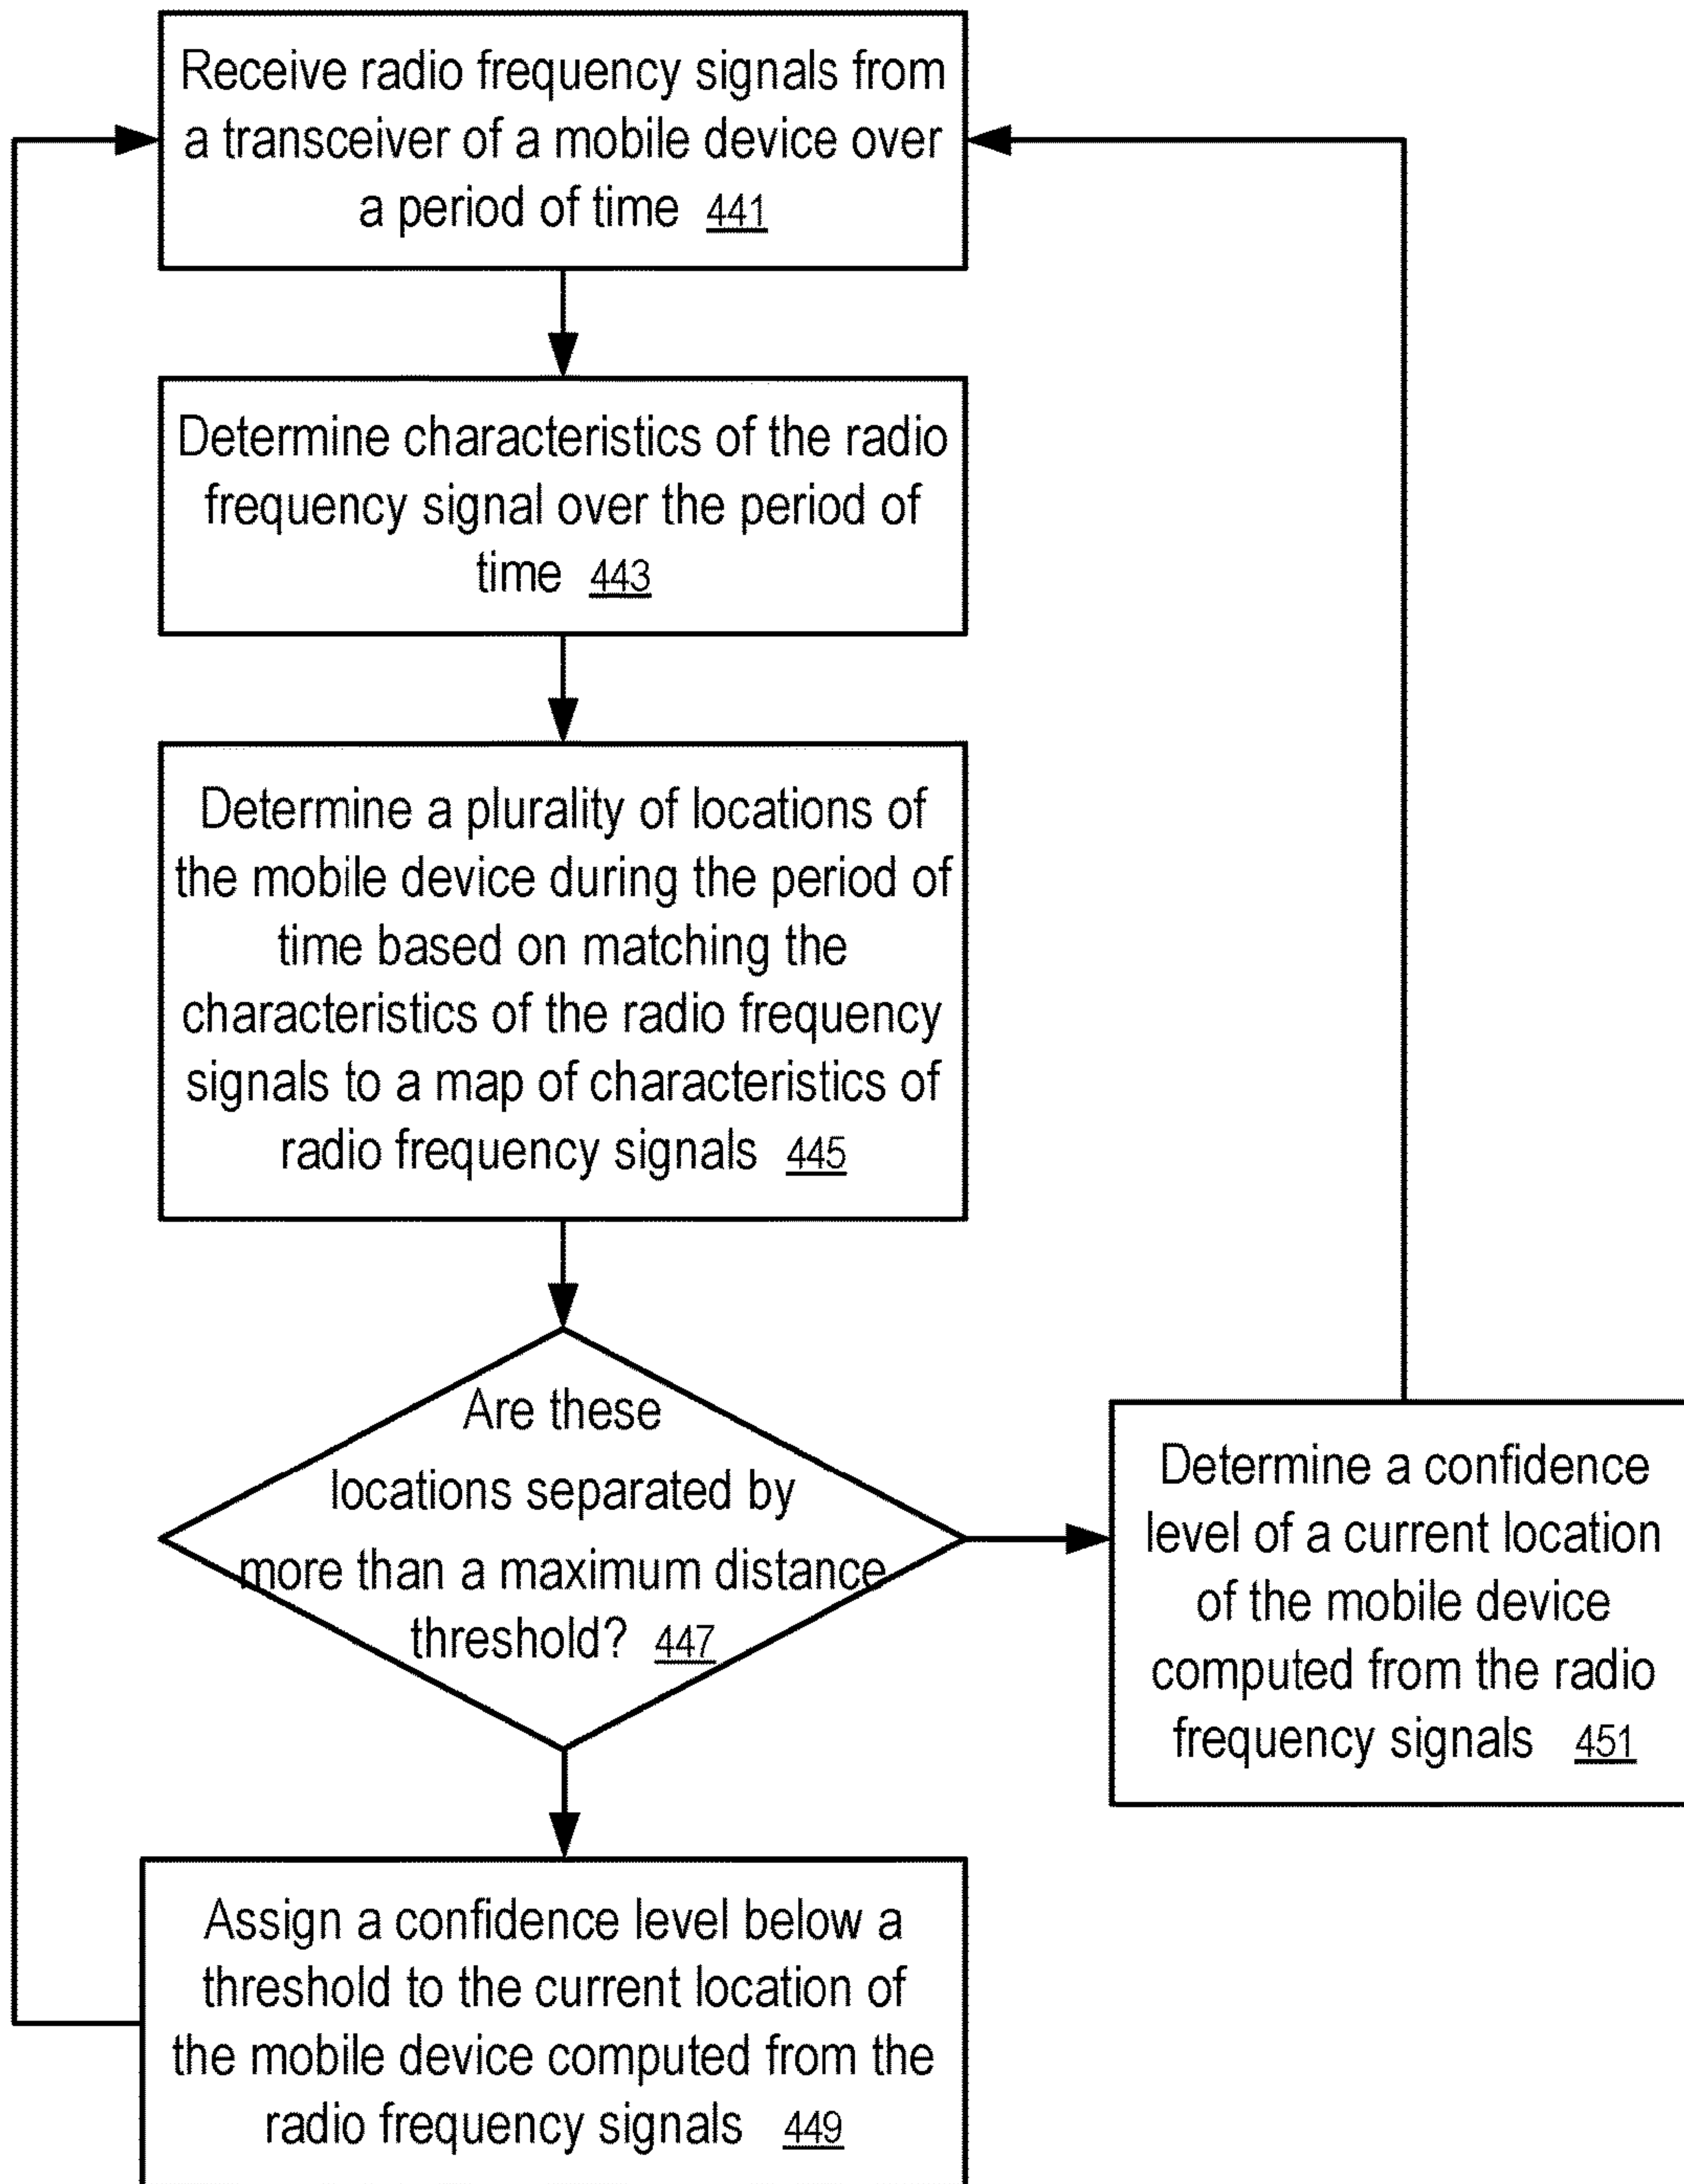 Receive radio frequency signals from
a transceiver of a mobile device over
a period of time 441
Determine characteristics of the radio
frequency signal over the period of
time 443
Determine a plurality of locations of
the mobile device during the period of
time based on matching the
characteristics of the radio frequency
signals to a map of characteristics of
radio frequency signals 445
Are these
locations separated by
more than a maximum distance
threshold? 447
Determine a confidence
level of a current location
of the mobile device
computed from the radio
frequency signals 451
Assign a confidence level below a
threshold to the current location of
the mobile device computed from the
radio frequency signals 449